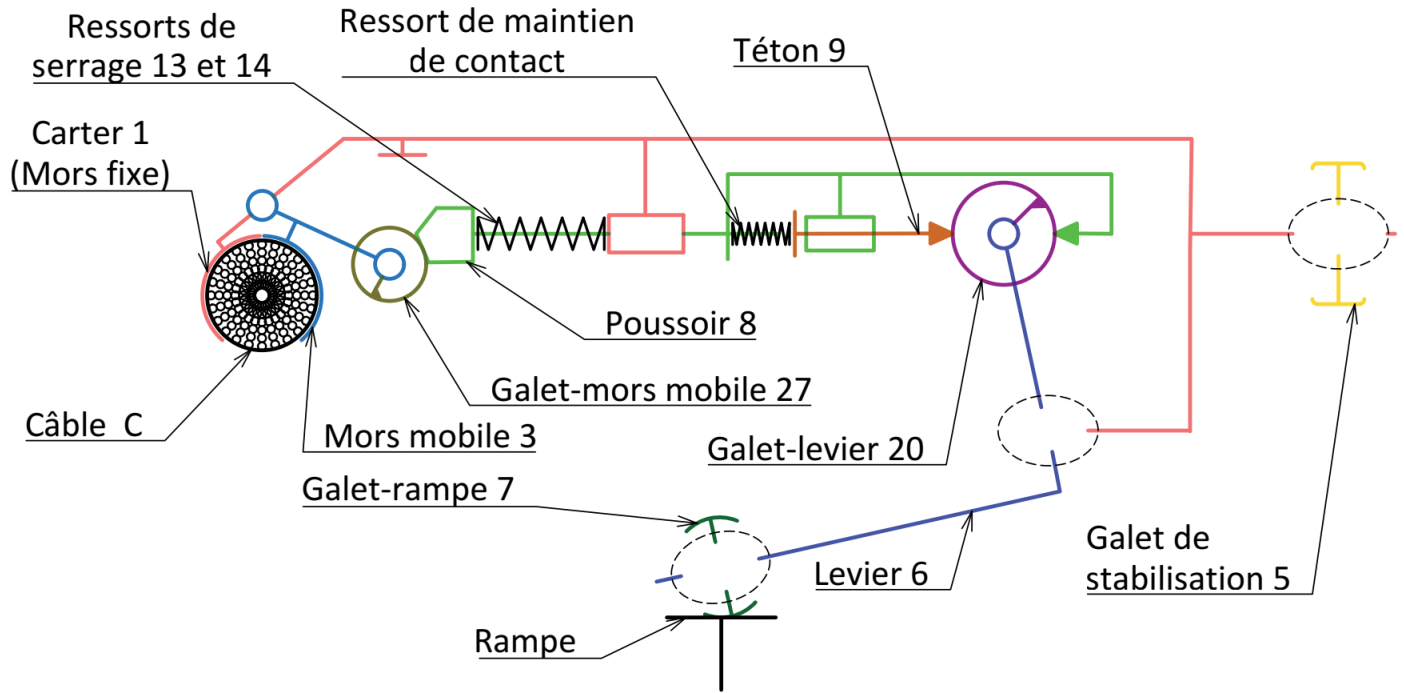 Ressorts de
serrage 13 et 14
Ressort de maintien
de contact
Téton 9
Carter 1
(Mors fixe)
Poussoir 8
Galet-mors mobile 27
Câble C
Mors mobile 3
Galet-levier 20
Galet-rampe 7
Levier 6
Galet de
stabilisation 5
Rampe